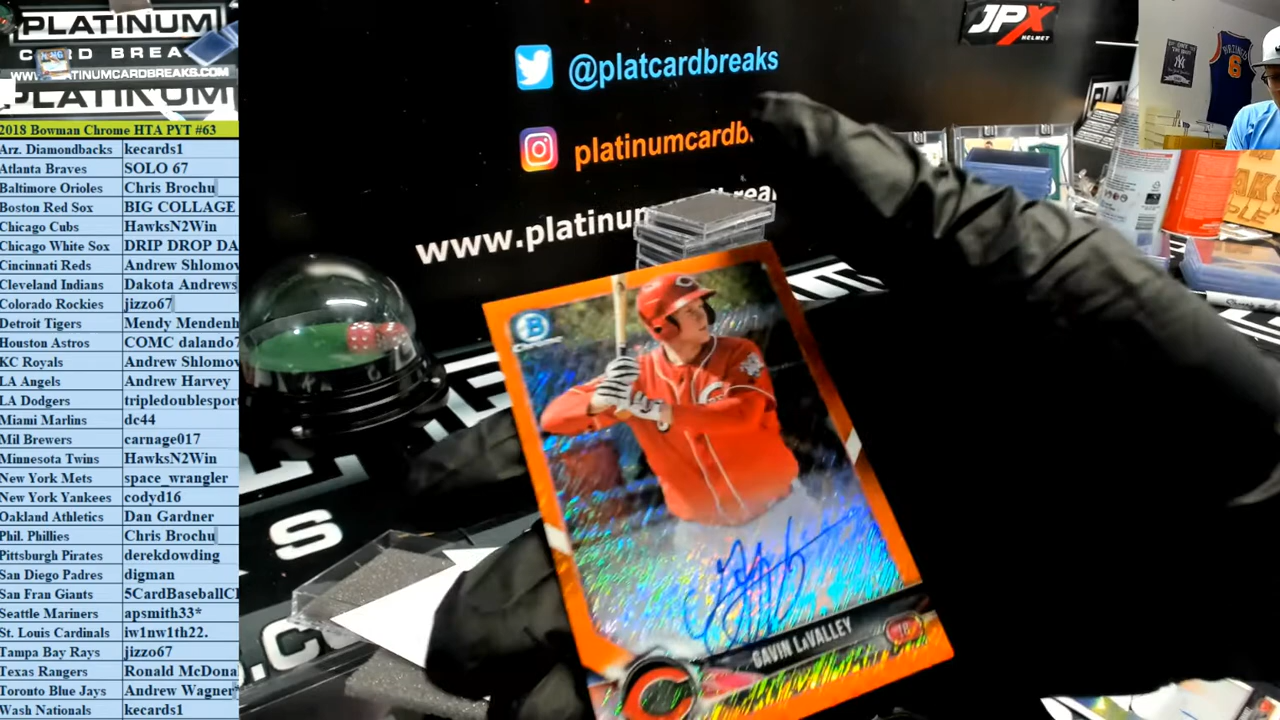 PLATINUM
CARD BREA
WWW.PLATINUMCARDBREAKS.COM
PLATINUM
2018 Bowman Chrome HTA PYT #63
Arz. Diamondbacks kecards1
Atlanta Braves SOLO 67
Baltimore Orioles Chris Brochu
Boston Red Sox BIG COLLAGE
Chicago Cubs HawksN2Win
Chicago White Sox DRIP DROP DA
Cincinnati Reds Andrew Shlomov
Cleveland Indians Dakota Andrews
Colorado Rockies jizzo67
Detroit Tigers Mendy Mendenh
Houston Astros COMC dalando7
KC Royals Andrew Shlomov
LA Angels Andrew Harvey
LA Dodgers tripledoublespor
Miami Marlins dc44
Mil Brewers carnage017
Minnesota Twins HawksN2Win
New York Mets space_wrangler
New York Yankees codyd16
Oakland Athletics Dan Gardner
Phil. Phillies Chris Brochu
Pittsburgh Pirates derekdowding
San Diego Padres digman
San Fran Giants 5CardBaseballCl
Seattle Mariners apsmith33*
St. Louis Cardinals iw1nw1th22.
Tampa Bay Rays jizzo67
Texas Rangers Ronald McDona
Toronto Blue Jays Andrew Wagner
Wash Nationals kecards1
@platcardbreaks
platinumcardb
www.platinum
JPX
HELMET
B
GAVIN LaVALLEY
C
6